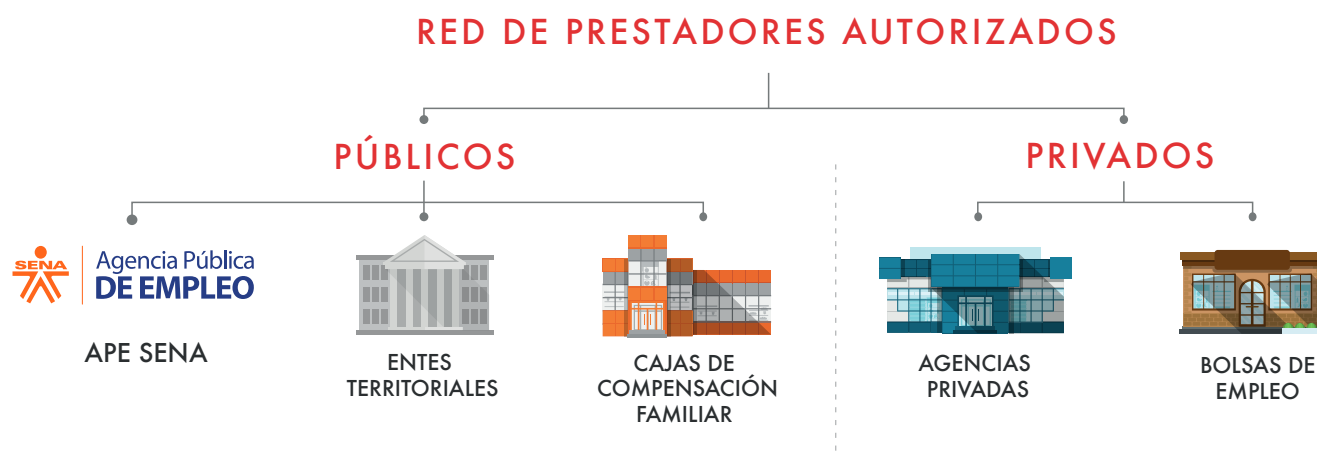 RED DE PRESTADORES AUTORIZADOS
PÚBLICOS
PRIVADOS
SENA
Agencia Pública
DE EMPLEO
APE SENA
ENTES
TERRITORIALES
CAJAS DE
COMPENSACIÓN
FAMILIAR
AGENCIAS
PRIVADAS
BOLSAS DE
EMPLEO